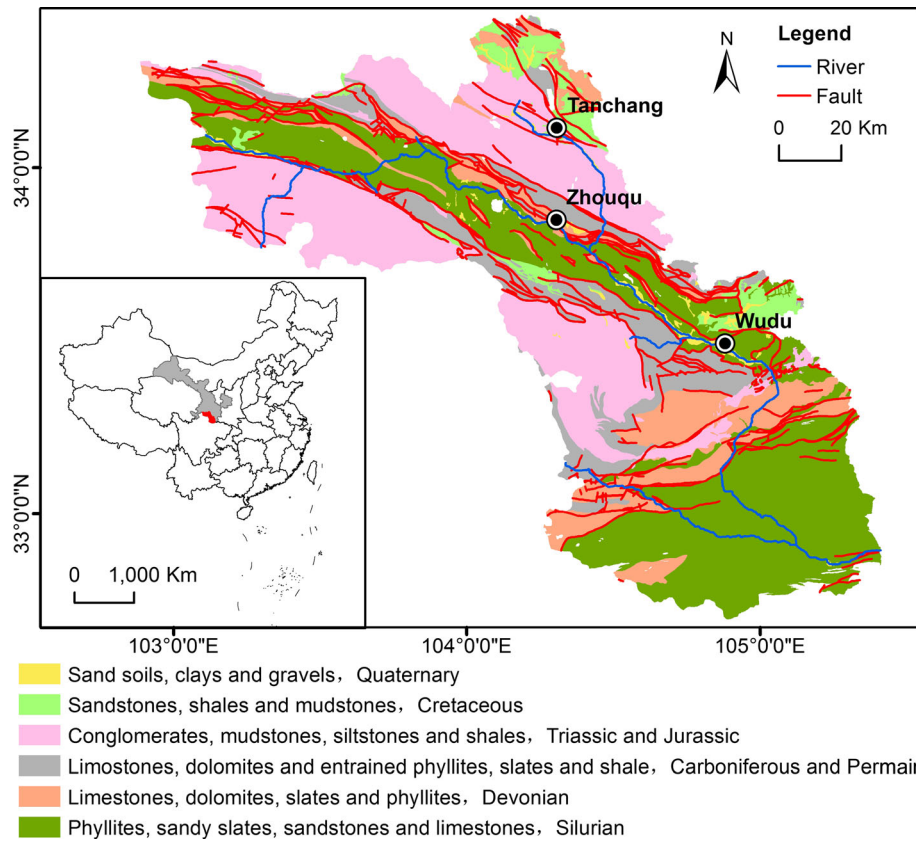 N
Legend
River
Fault
0 20 Km
Tanchang
34°0'0"N
Zhouqu
Wudu
33°0'0"N
0 1,000 Km
103°0'0"E 104°0'0"E 105°0'0"E
Sand soils, clays and gravels，Quaternary
Sandstones, shales and mudstones，Cretaceous
Conglomerates, mudstones, siltstones and shales，Triassic and Jurassic
Limostones, dolomites and entrained phyllites, slates and shale，Carboniferous and Permain
Limestones, dolomites, slates and phyllites，Devonian
Phyllites, sandy slates, sandstones and limestones，Silurian